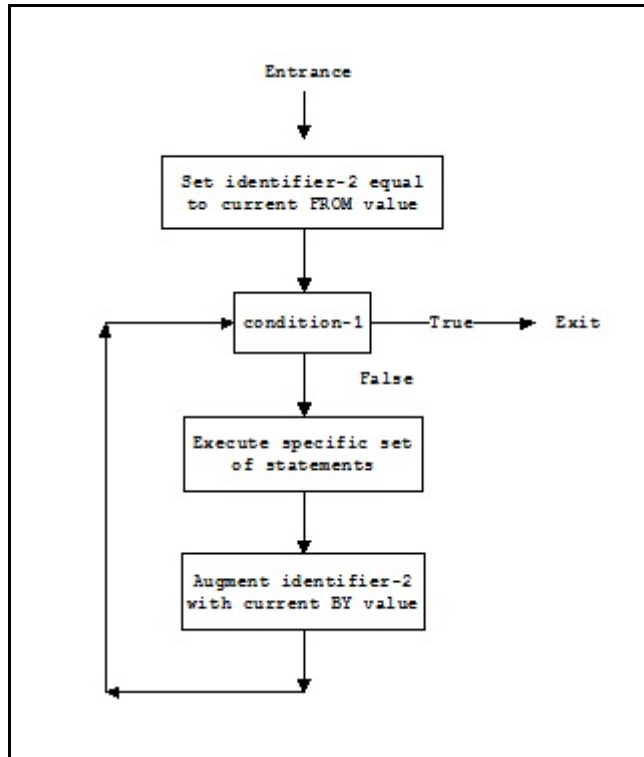 Entrance
Set identifier-2 equal
to current FROM value
condition-1
True
Exit
False
Execute specific set
of statements
Augment identifier-2
with current BY value